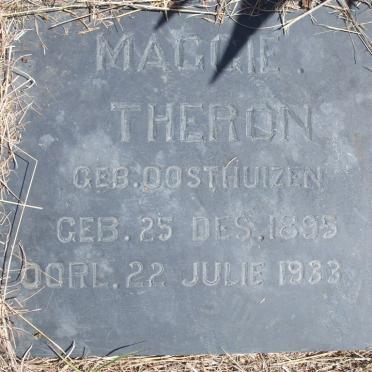 MAGGIE
THERON
GEB. OOSTHUIZEN
GEB. 25 DES. 1895
OORL. 22 JULIE 1933